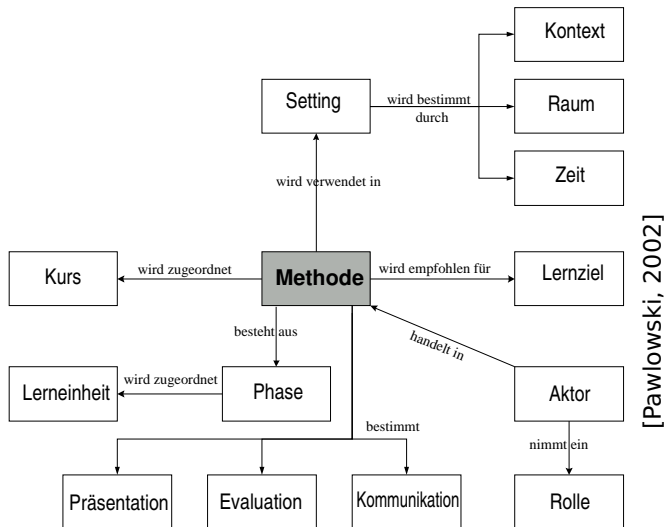 Kontext
Setting
wird bestimmt
durch
Raum
Zeit
wird verwendet in
[Pawlowski, 2002]
Kurs
wird zugeordnet
Methode
wird empfohlen für
Lernziel
besteht aus
handelt in
Lerneinheit
wird zugeordnet
Phase
Aktor
bestimmt
nimmt ein
Präsentation
Evaluation
Kommunikation
Rolle